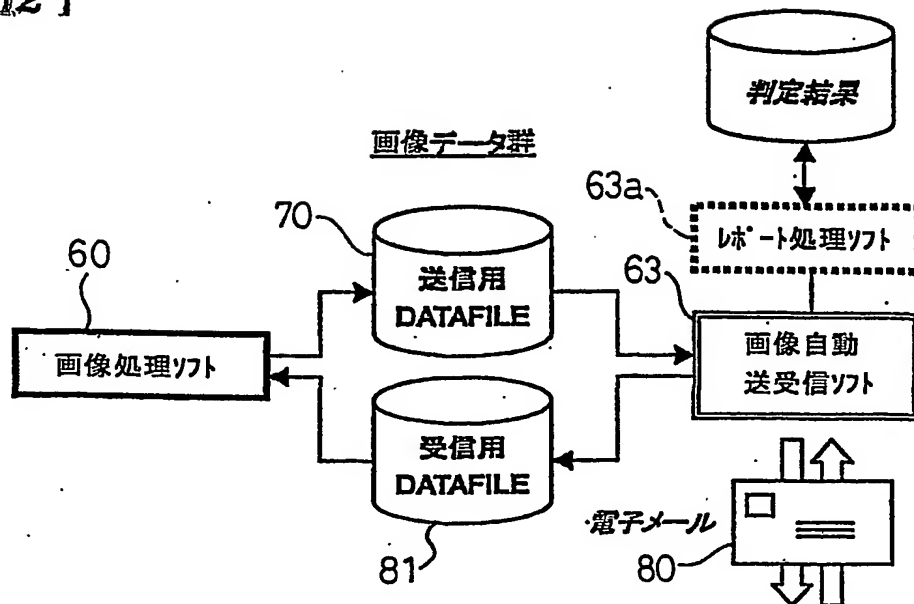 判定結果
画像データ群
63a
レポート処理ソフト
70
送信用
DATAFILE
60
63
画像処理ソフト
画像自動
送受信ソフト
受信用
DATAFILE
電子メール
81
80